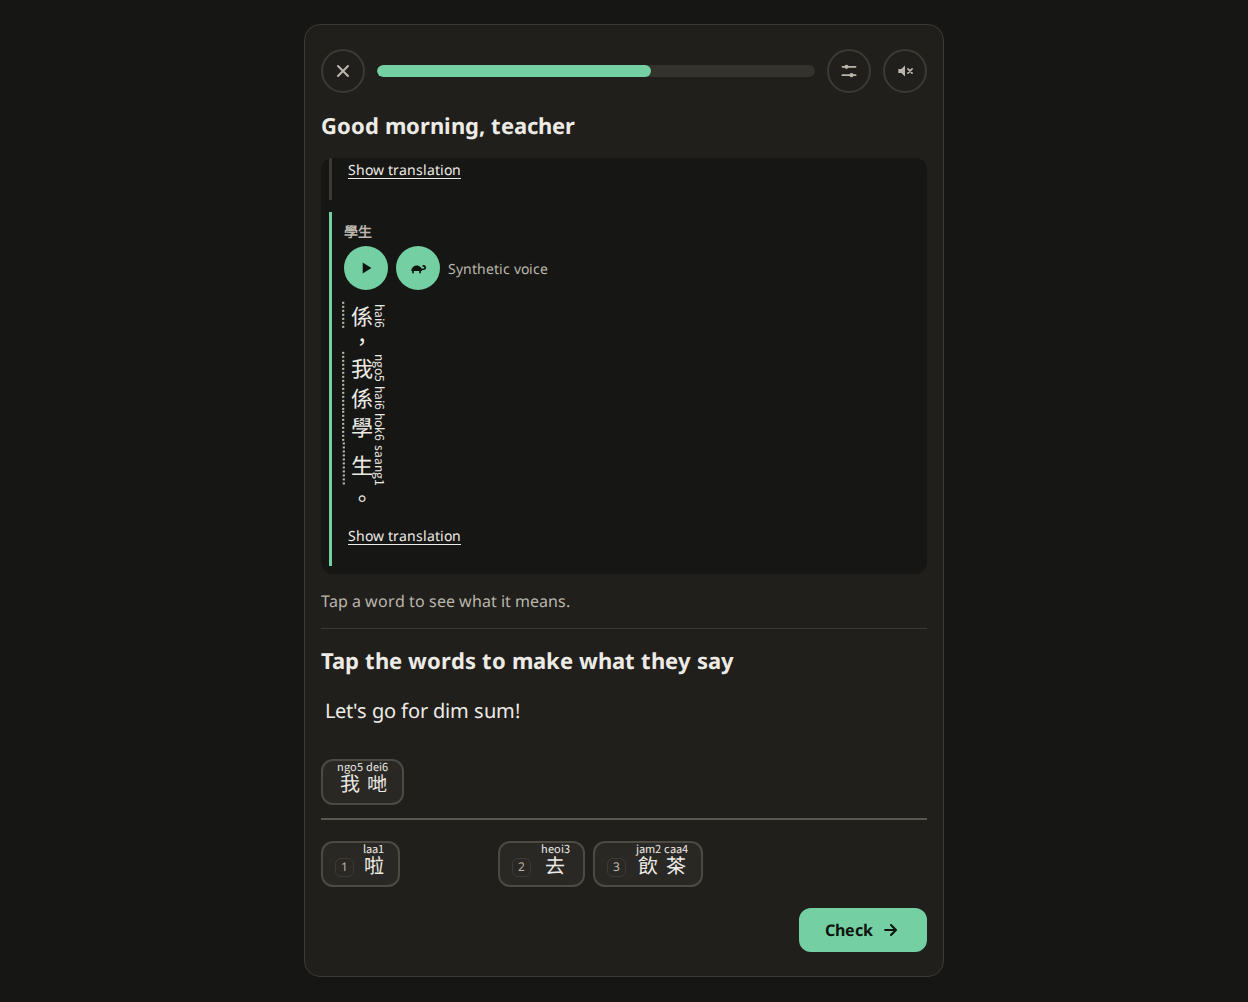 Good morning, teacher
Show translation
學生
Synthetic voice
係，我係學生。
hai6 ngo5 hai6 hok6 saang1
Show translation
Tap a word to see what it means.
Tap the words to make what they say
Let's go for dim sum!
ngo5 dei6
我哋
laa1 heoi3 jam2 caa4
1 啦 2 去 3 飲茶
Check